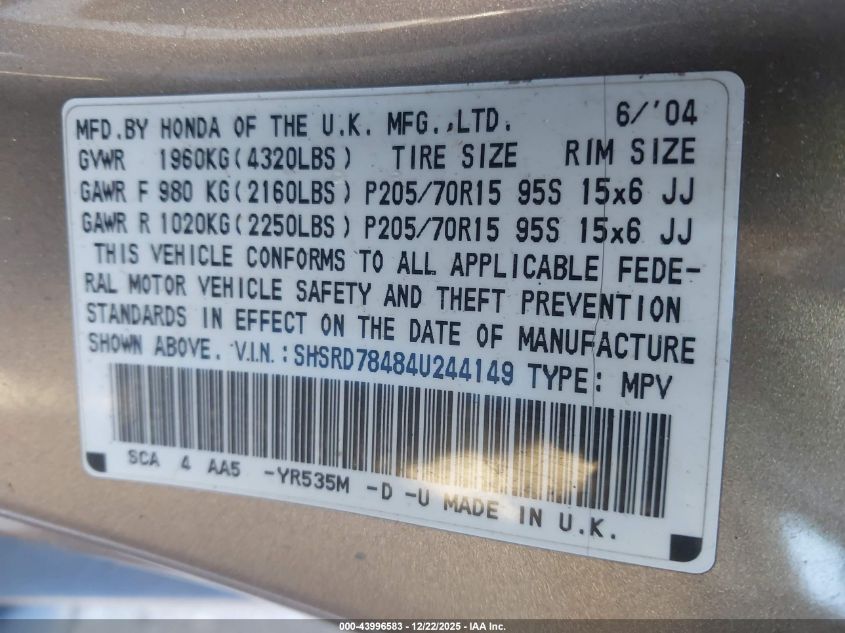 MFD.BY HONDA OF THE U.K. MFG.,LTD. 6/'04
GVWR 1960KG(4320LBS) TIRE SIZE RIM SIZE
GAWR F 980 KG(2160LBS) P205/70R15 95S 15x6 JJ
GAWR R 1020KG(2250LBS) P205/70R15 95S 15x6 JJ
THIS VEHICLE CONFORMS TO ALL APPLICABLE FEDE-
RAL MOTOR VEHICLE SAFETY AND THEFT PREVENTION
STANDARDS IN EFFECT ON THE DATE OF MANUFACTURE
SHOWN ABOVE. V.I.N.:SHSRD78484U244149 TYPE: MPV
SCA 4 AA5 -YR535M -D -U MADE IN U.K.
000-43996583 - 12/22/2025 - IAA Inc.